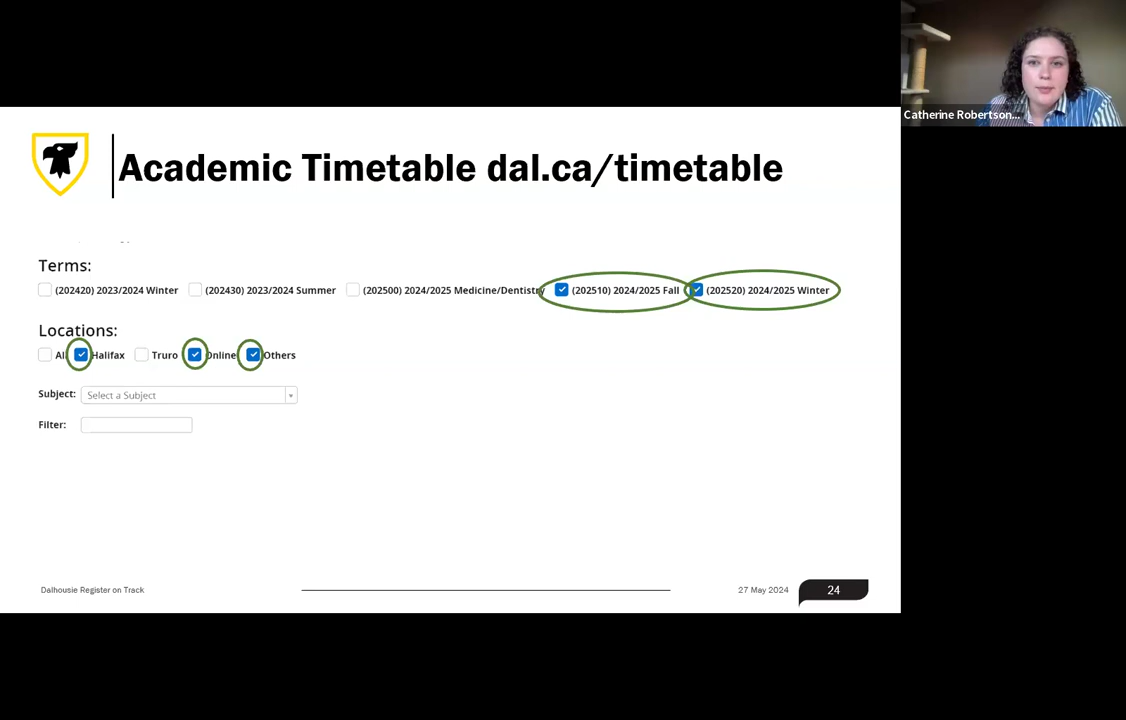 Catherine Robertson...
Academic Timetable dal.ca/timetable
Terms:
(202420) 2023/2024 Winter (202430) 2023/2024 Summer (202500) 2024/2025 Medicine/Dentistry (202510) 2024/2025 Fall (202520) 2024/2025 Winter
Locations:
All Halifax Truro Online Others
Subject: Select a Subject
Filter:
Dalhousie Register on Track 27 May 2024 24